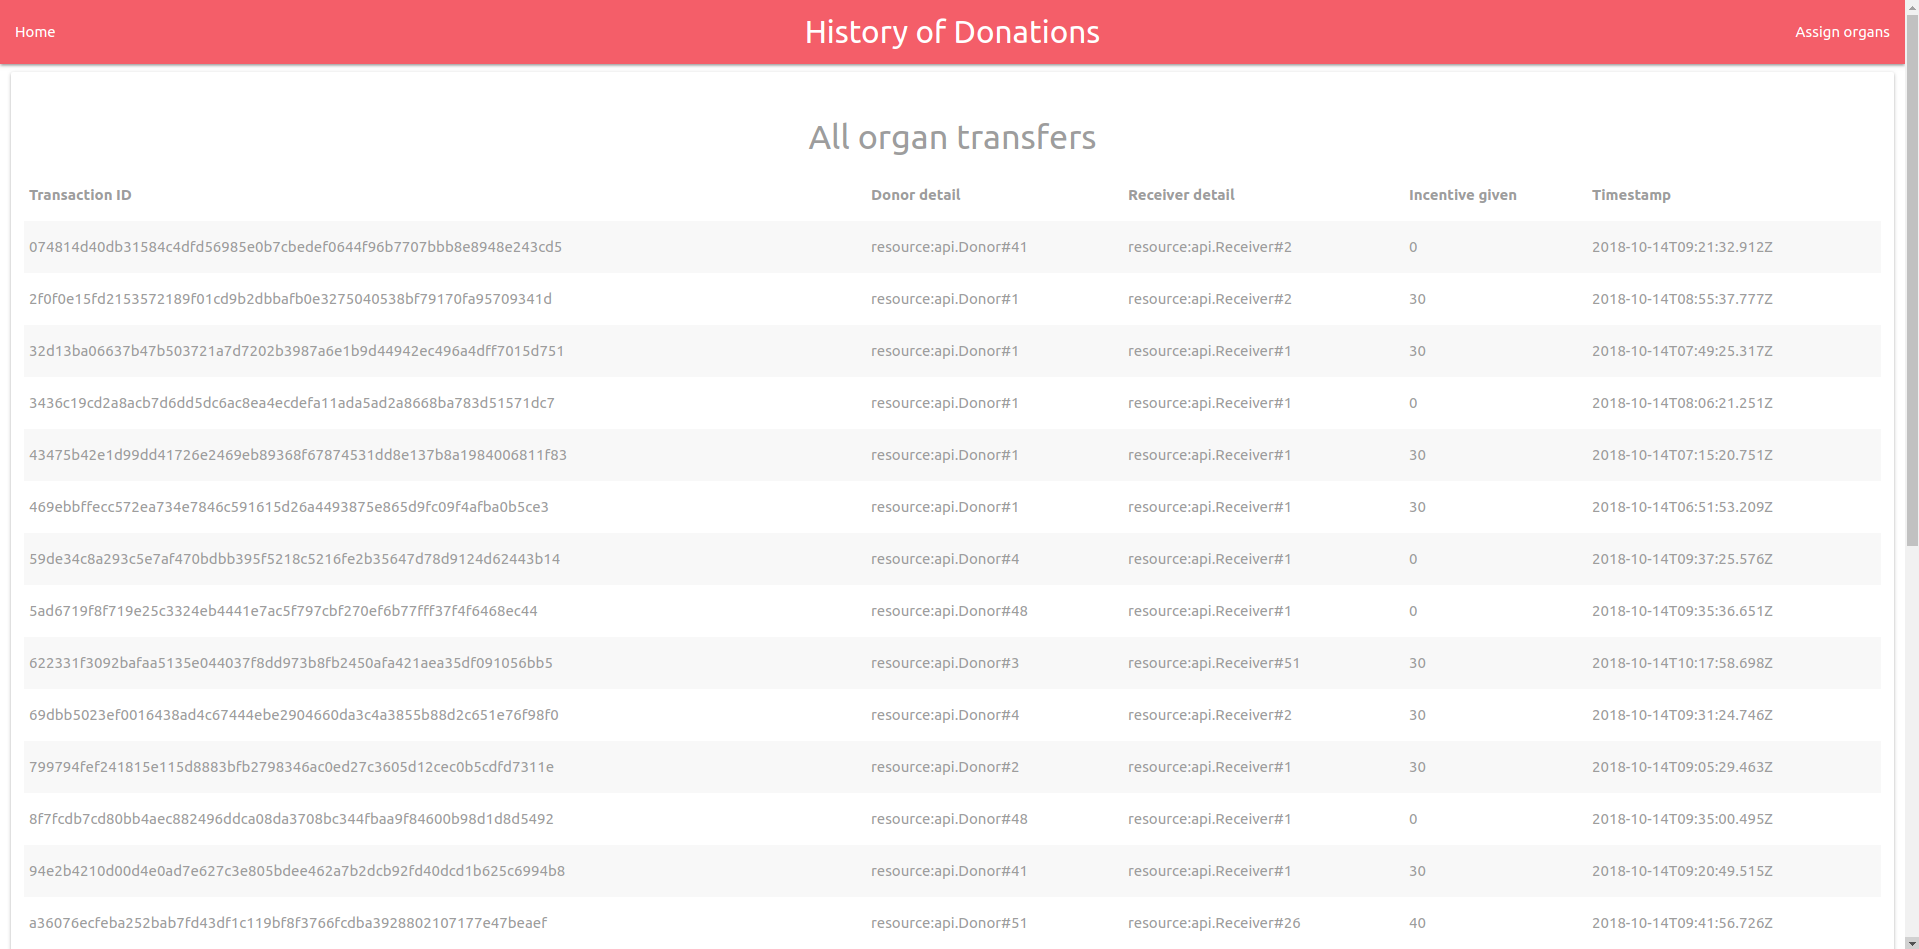 Home History of Donations Assign organs
All organ transfers
Transaction ID Donor detail Receiver detail Incentive given Timestamp
074814d40db31584c4dfd56985e0b7cbedef0644f96b7707bbb8e8948e243cd5 resource:api.Donor#41 resource:api.Receiver#2 0 2018-10-14T09:21:32.912Z
2f0f0e15fd2153572189f01cd9b2dbbafb0e3275040538bf79170fa95709341d resource:api.Donor#1 resource:api.Receiver#2 30 2018-10-14T08:55:37.777Z
32d13ba06637b47b503721a7d7202b3987a6e1b9d44942ec496a4dff7015d751 resource:api.Donor#1 resource:api.Receiver#1 30 2018-10-14T07:49:25.317Z
3436c19cd2a8acb7d6dd5dc6ac8ea4ecdefa11ada5ad2a8668ba783d51571dc7 resource:api.Donor#1 resource:api.Receiver#1 0 2018-10-14T08:06:21.251Z
43475b42e1d99dd41726e2469eb89368f67874531dd8e137b8a1984006811f83 resource:api.Donor#1 resource:api.Receiver#1 30 2018-10-14T07:15:20.751Z
469ebbffecc572ea734e7846c591615d26a4493875e865d9fc09f4afba0b5ce3 resource:api.Donor#1 resource:api.Receiver#1 30 2018-10-14T06:51:53.209Z
59de34c8a293c5e7af470bdbb395f5218c5216fe2b35647d78d9124d62443b14 resource:api.Donor#4 resource:api.Receiver#1 0 2018-10-14T09:37:25.576Z
5ad6719f8f719e25c3324eb4441e7ac5f797cbf270ef6b77fff37f4f6468ec44 resource:api.Donor#48 resource:api.Receiver#1 0 2018-10-14T09:35:36.651Z
622331f3092bafaa5135e044037f8dd973b8fb2450afa421aea35df091056bb5 resource:api.Donor#3 resource:api.Receiver#51 30 2018-10-14T10:17:58.698Z
69dbb5023ef0016438ad4c67444ebe2904660da3c4a3855b88d2c651e76f98f0 resource:api.Donor#4 resource:api.Receiver#2 30 2018-10-14T09:31:24.746Z
799794fef241815e115d8883bfb2798346ac0ed27c3605d12cec0b5cdfd7311e resource:api.Donor#2 resource:api.Receiver#1 30 2018-10-14T09:05:29.463Z
8f7fcdb7cd80bb4aec882496ddca08da3708bc344fbaa9f84600b98d1d8d5492 resource:api.Donor#48 resource:api.Receiver#1 0 2018-10-14T09:35:00.495Z
94e2b4210d00d4e0ad7e627c3e805bdee462a7b2dcb92fd40dcd1b625c6994b8 resource:api.Donor#41 resource:api.Receiver#1 30 2018-10-14T09:20:49.515Z
a36076ecfeba252bab7fd43df1c119bf8f3766fcdba3928802107177e47beaef resource:api.Donor#51 resource:api.Receiver#26 40 2018-10-14T09:41:56.726Z